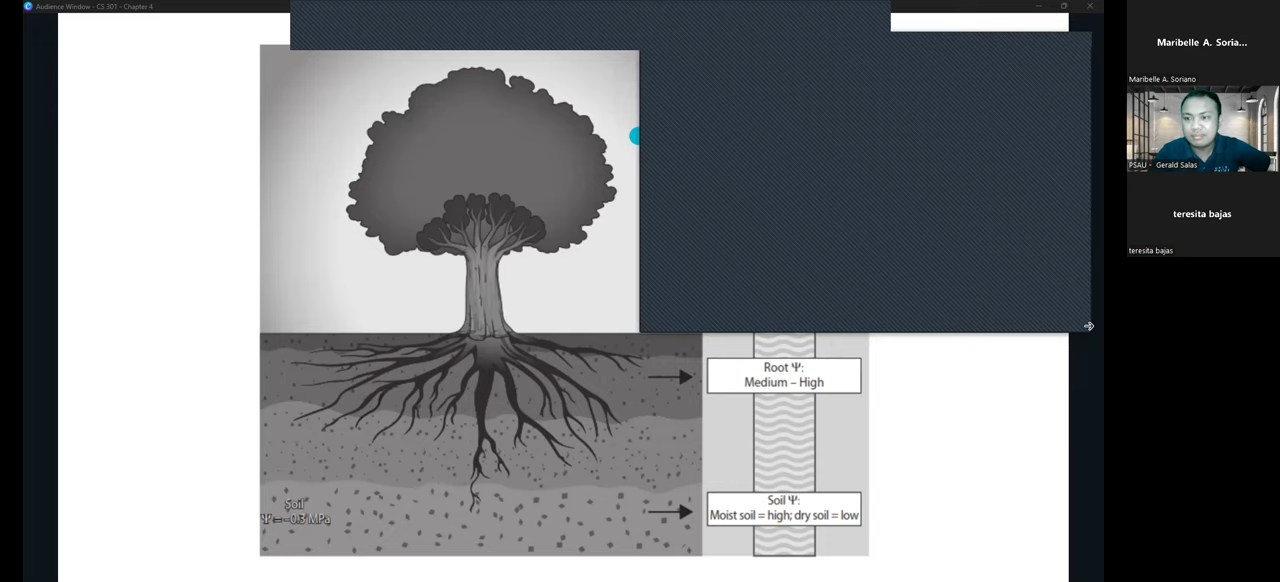 Audience Window - CS 301 - Chapter 4
Root Ψ:
Medium – High
Soil Ψ:
Moist soil = high; dry soil = low
Soil
Ψ = –0.3 MPa
Maribelle A. Soria...
Maribelle A. Soriano
PSAU - Gerald Salas
teresita bajas
teresita bajas